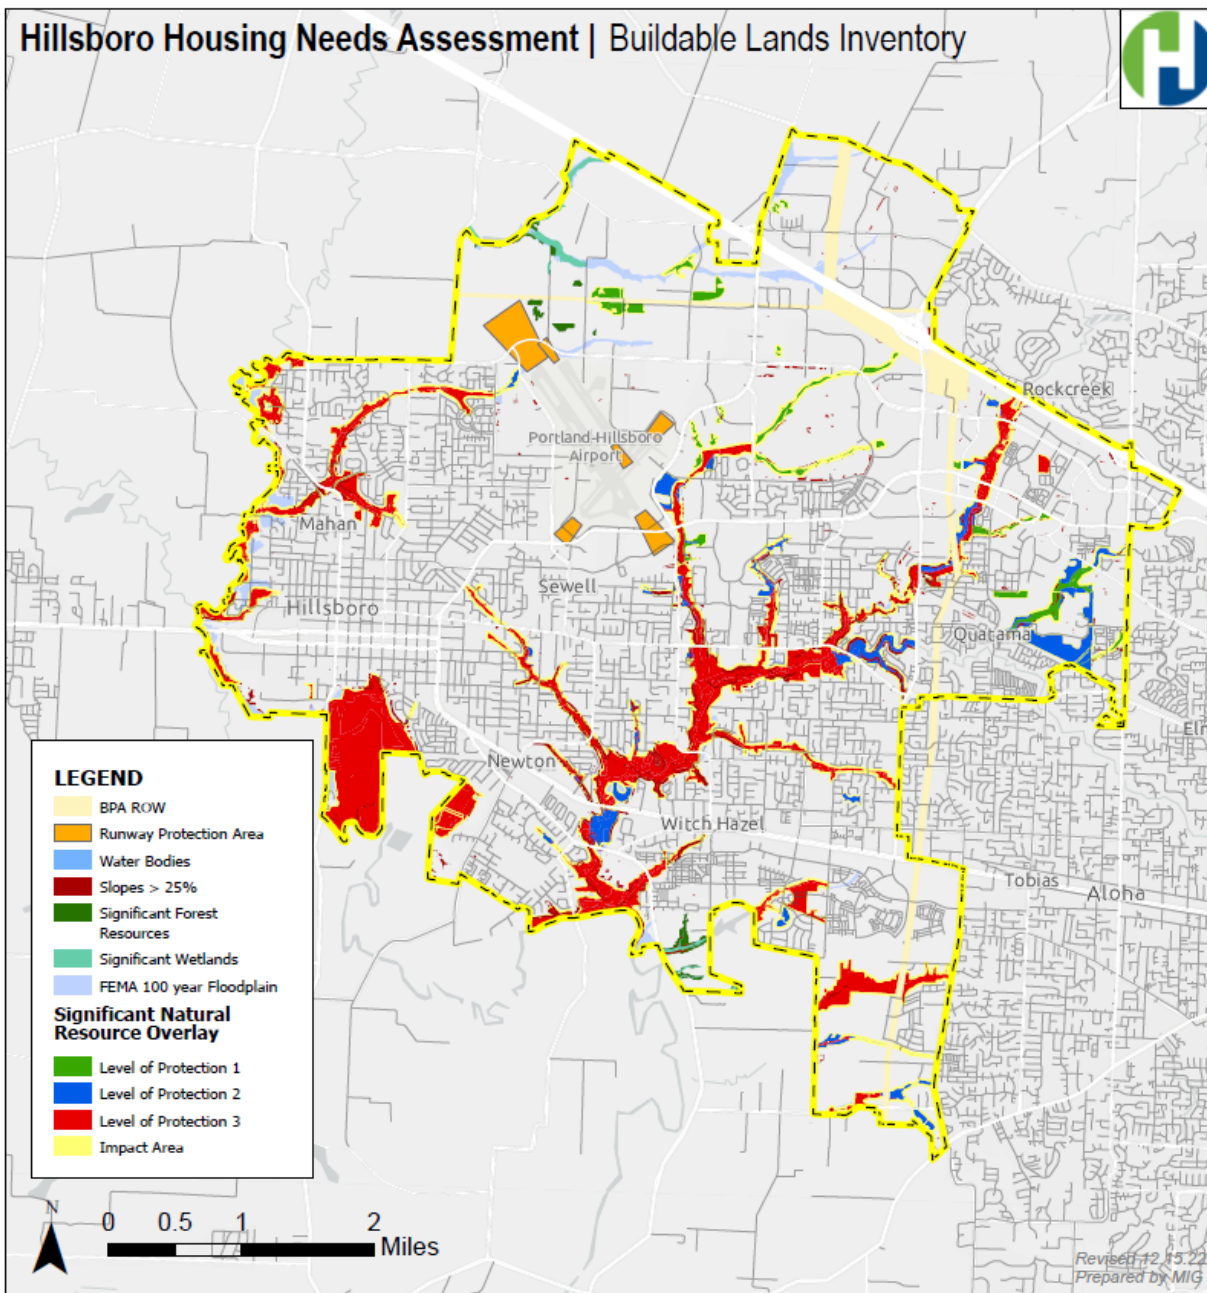 Hillsboro Housing Needs Assessment | Buildable Lands Inventory
Rockcreek
Portland-Hillsboro
Airport
Mahan
Sewell
Hillsboro
Quatama
Newton
Witch Hazel
Tobias
Aloha
LEGEND
BPA ROW
Runway Protection Area
Water Bodies
Slopes > 25%
Significant Forest
Resources
Significant Wetlands
FEMA 100 year Floodplain
Significant Natural
Resource Overlay
Level of Protection 1
Level of Protection 2
Level of Protection 3
Impact Area
N
0 0.5 1 2
Miles
Revised 12.15.22
Prepared by MIG